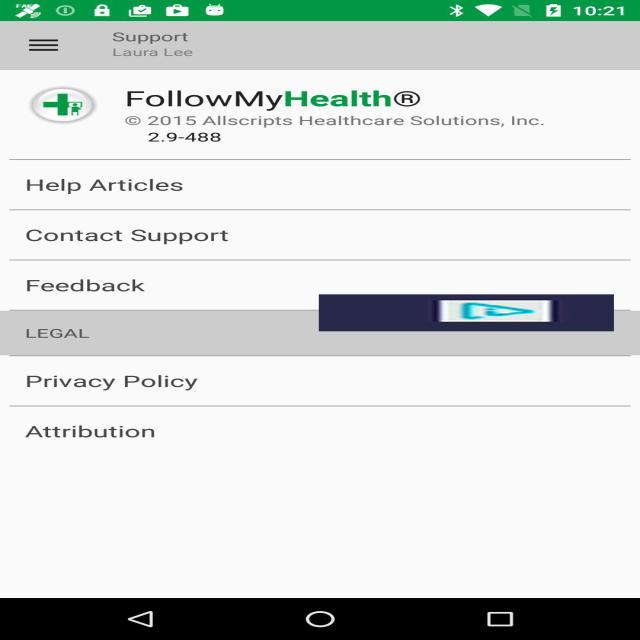 10:21
Support
Laura Lee
FollowMyHealth®
© 2015 Allscripts Healthcare Solutions, Inc.
2.9-488
Help Articles
Contact Support
Feedback
LEGAL
Privacy Policy
Attribution